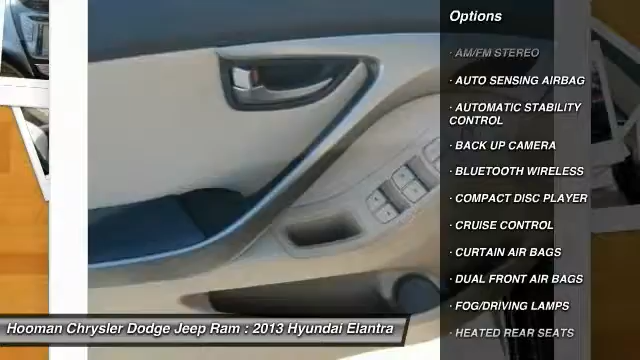 Options
· AM/FM STEREO
· AUTO SENSING AIRBAG
· AUTOMATIC STABILITY
CONTROL
· BACK UP CAMERA
· BLUETOOTH WIRELESS
· COMPACT DISC PLAYER
· CRUISE CONTROL
· CURTAIN AIR BAGS
· DUAL FRONT AIR BAGS
· FOG/DRIVING LAMPS
· HEATED REAR SEATS
Hooman Chrysler Dodge Jeep Ram : 2013 Hyundai Elantra